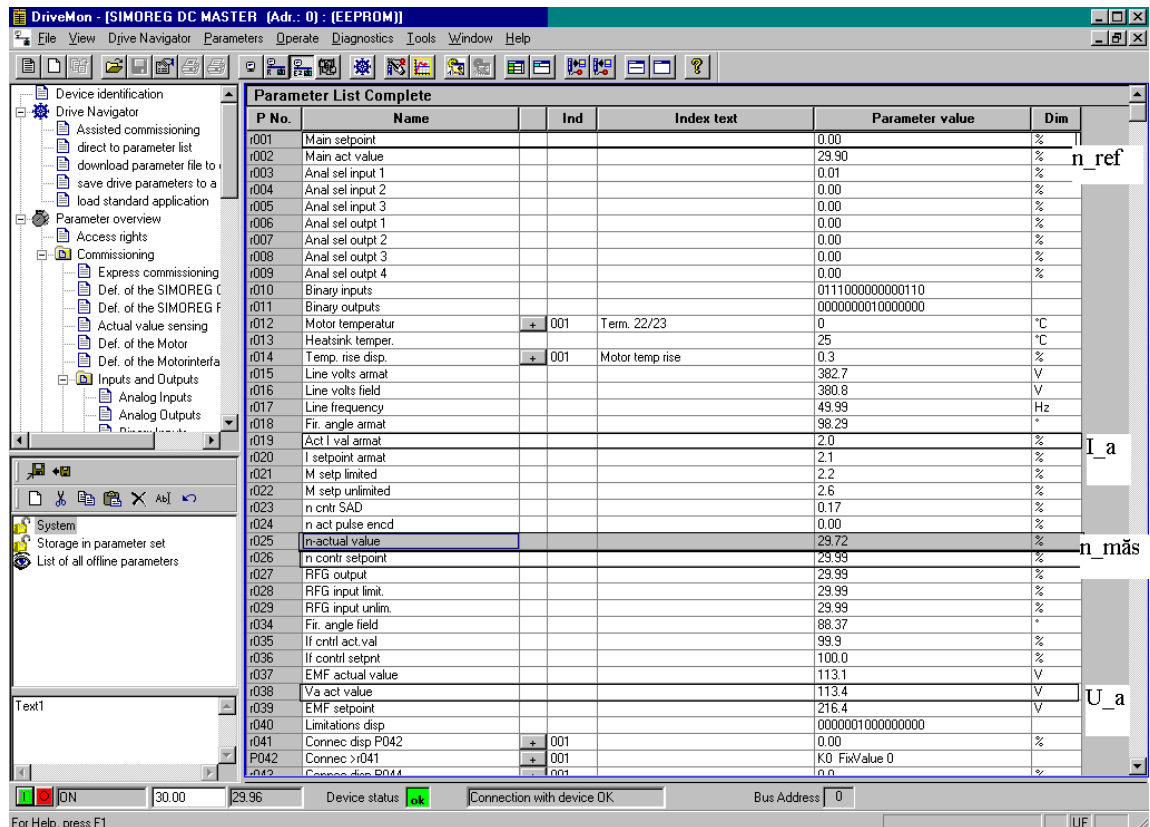 DriveMon - [SIMOREG DC MASTER (Adr.: 0) : (EEPROM)]
File View Drive Navigator Parameters Operate Diagnostics Tools Window Help
Device identification
Drive Navigator
Assisted commissioning
direct to parameter list
download parameter file to
save drive parameters to a
load standard application
Parameter overview
Access rights
Commissioning
Express commissioning
Def. of the SIMOREG
Def. of the SIMOREG
Actual value sensing
Def. of the Motor
Def. of the Motorinterfa
Inputs and Outputs
Analog Inputs
Analog Outputs
System
Storage in parameter set
List of all offline parameters
Text1
Parameter List Complete
P No. Name Ind Index text Parameter value Dim
r001 Main setpoint 0.00 %
r002 Main act value 29.90 %
n_ref
r003 Anal sel input 1 0.01 %
r004 Anal sel input 2 0.00 %
r005 Anal sel input 3 0.00 %
r006 Anal sel outpt 1 0.00 %
r007 Anal sel outpt 2 0.00 %
r008 Anal sel outpt 3 0.00 %
r009 Anal sel outpt 4 0.00 %
r010 Binary inputs 0111000000000110
r011 Binary outputs 0000000010000000
r012 Motor temperatur + 001 Term. 22/23 0 °C
r013 Heatsink temper. 25 °C
r014 Temp. rise disp. + 001 Motor temp rise 0.3 %
r015 Line volts armat 382.7 V
r016 Line volts field 380.8 V
r017 Line frequency 49.99 Hz
r018 Fir. angle armat 98.29 °
r019 Act I val armat 2.0 %
I_a
r020 I setpoint armat 2.1 %
r021 M setp limited 2.2 %
r022 M setp unlimited 2.6 %
r023 n cntr SAD 0.17 %
r024 n act pulse encd 0.00 %
r025 n-actual value 29.72 %
n_măs
r026 n contr setpoint 29.99 %
r027 RFG output 29.99 %
r028 RFG input limit. 29.99 %
r029 RFG input unlim. 29.99 %
r034 Fir. angle field 88.37 °
r035 If cntrl act.val 99.9 %
r036 If contrl setpnt 100.0 %
r037 EMF actual value 113.1 V
r038 Va act value 113.4 V
U_a
r039 EMF setpoint 216.4 V
r040 Limitations disp 0000001000000000
r041 Connec disp P042 + 001 0.00 %
P042 Connec >r041 + 001 K0 FixValue 0
r043 Connec disp P044 + 001 0.0 %
ON 30.00 29.96 Device status ok Connection with device OK Bus Address 0
For Help, press F1 UF